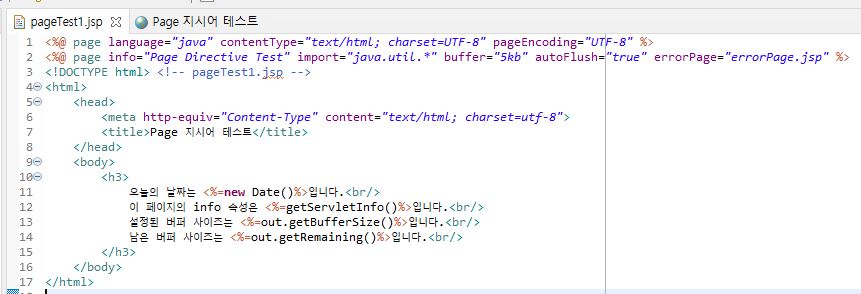 pageTest1.jsp Page 지시어 테스트
1 <%@ page language="java" contentType="text/html; charset=UTF-8" pageEncoding="UTF-8" %>
2 <%@ page info="Page Directive Test" import="java.util.*" buffer="5kb" autoFlush="true" errorPage="errorPage.jsp" %>
3 <!DOCTYPE html> <!-- pageTest1.jsp -->
4 <html>
5 <head>
6 <meta http-equiv="Content-Type" content="text/html; charset=utf-8">
7 <title>Page 지시어 테스트</title>
8 </head>
9 <body>
10 <h3>
11 오늘의 날짜는 <%=new Date()%>입니다.<br/>
12 이 페이지의 info 속성은 <%=getServletInfo()%>입니다.<br/>
13 설정된 버퍼 사이즈는 <%=out.getBufferSize()%>입니다.<br/>
14 남은 버퍼 사이즈는 <%=out.getRemaining()%>입니다.<br/>
15 </h3>
16 </body>
17 </html>